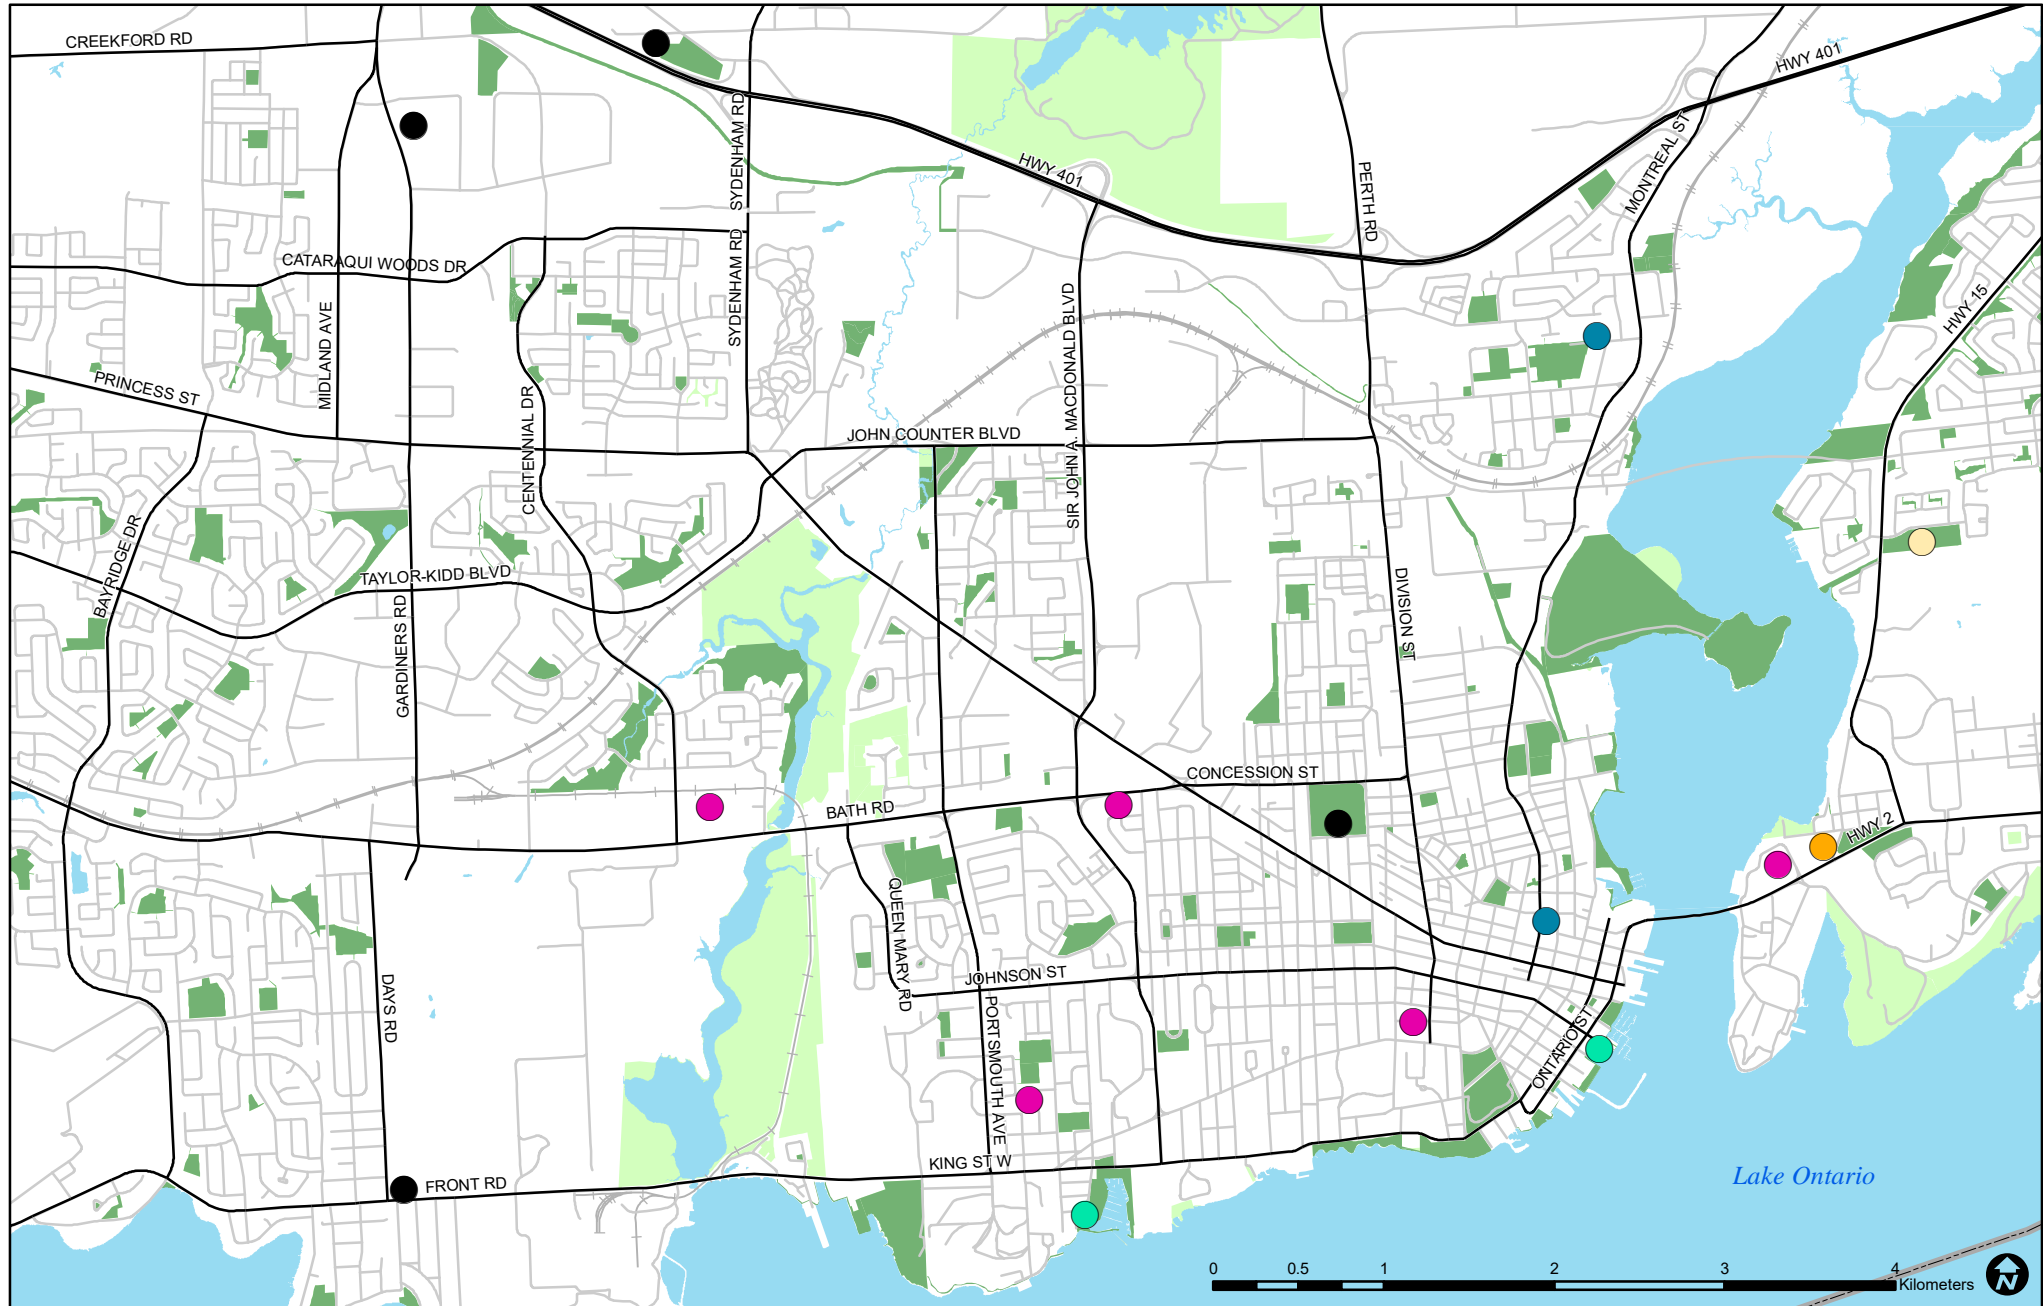 CREEKFORD RD
HWY 401
SYDENHAM RD
HWY 401
MONTREAL ST
PERTH RD
CATARAQUI WOODS DR
SYDENHAM RD
MIDLAND AVE
SIR JOHN A. MACDONALD BLVD
HWY 15
PRINCESS ST
CENTENNIAL DR
JOHN COUNTER BLVD
BAYRIDGE DR
TAYLOR-KIDD BLVD
GARDINERS RD
DIVISION ST
CONCESSION ST
BATH RD
HWY 2
QUEEN MARY RD
JOHNSON ST
DAYS RD
PORTSMOUTH AVE
ONTARIO ST
KING ST W
FRONT RD
Lake Ontario
0 0.5 1 2 3 4
Kilometers
N